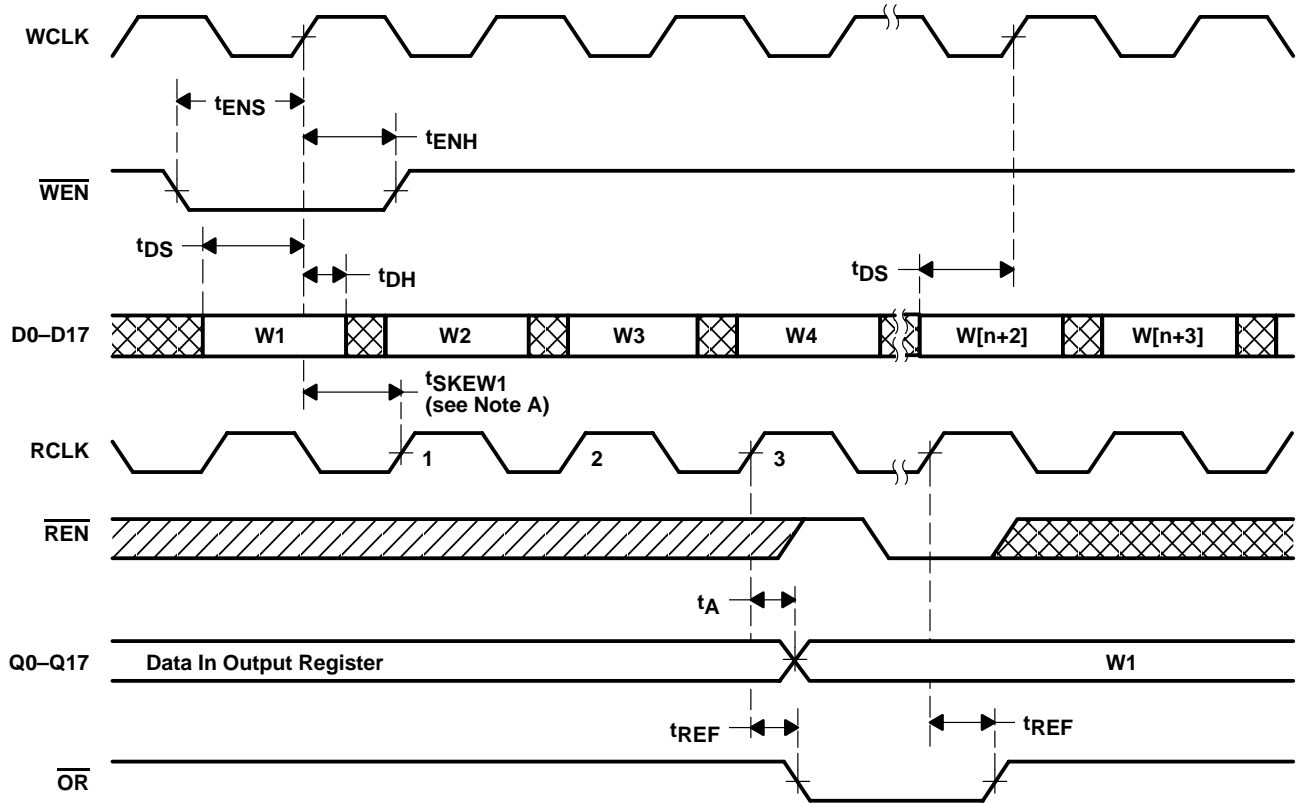 WCLK
tENS
tENH
WEN
tDS
tDH
tDS
D0–D17
W1
W2
W3
W4
W[n+2]
W[n+3]
tSKEW1
(see Note A)
RCLK
1
2
3
REN
tA
Q0–Q17
Data In Output Register
W1
tREF
tREF
OR